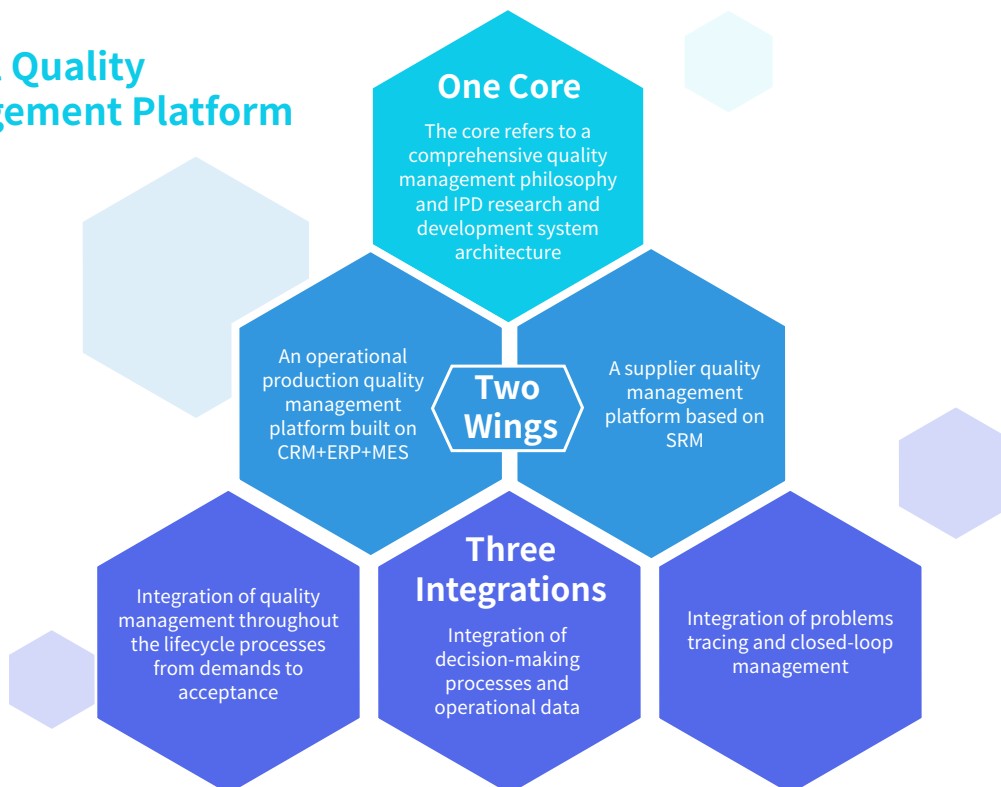 Quality
Platform
One Core
The core refers to a
comprehensive quality
management philosophy
and IPD research and
development system
architecture
An operational
production quality
management
platform built on
CRM+ERP+MES
Two
Wings
A supplier quality
management
platform based on
SRM
Three
Integrations
Integration of quality
management throughout
the lifecycle processes
from demands to
acceptance
Integration of
decision-making
processes and
operational data
Integration of problems
tracing and closed-loop
management